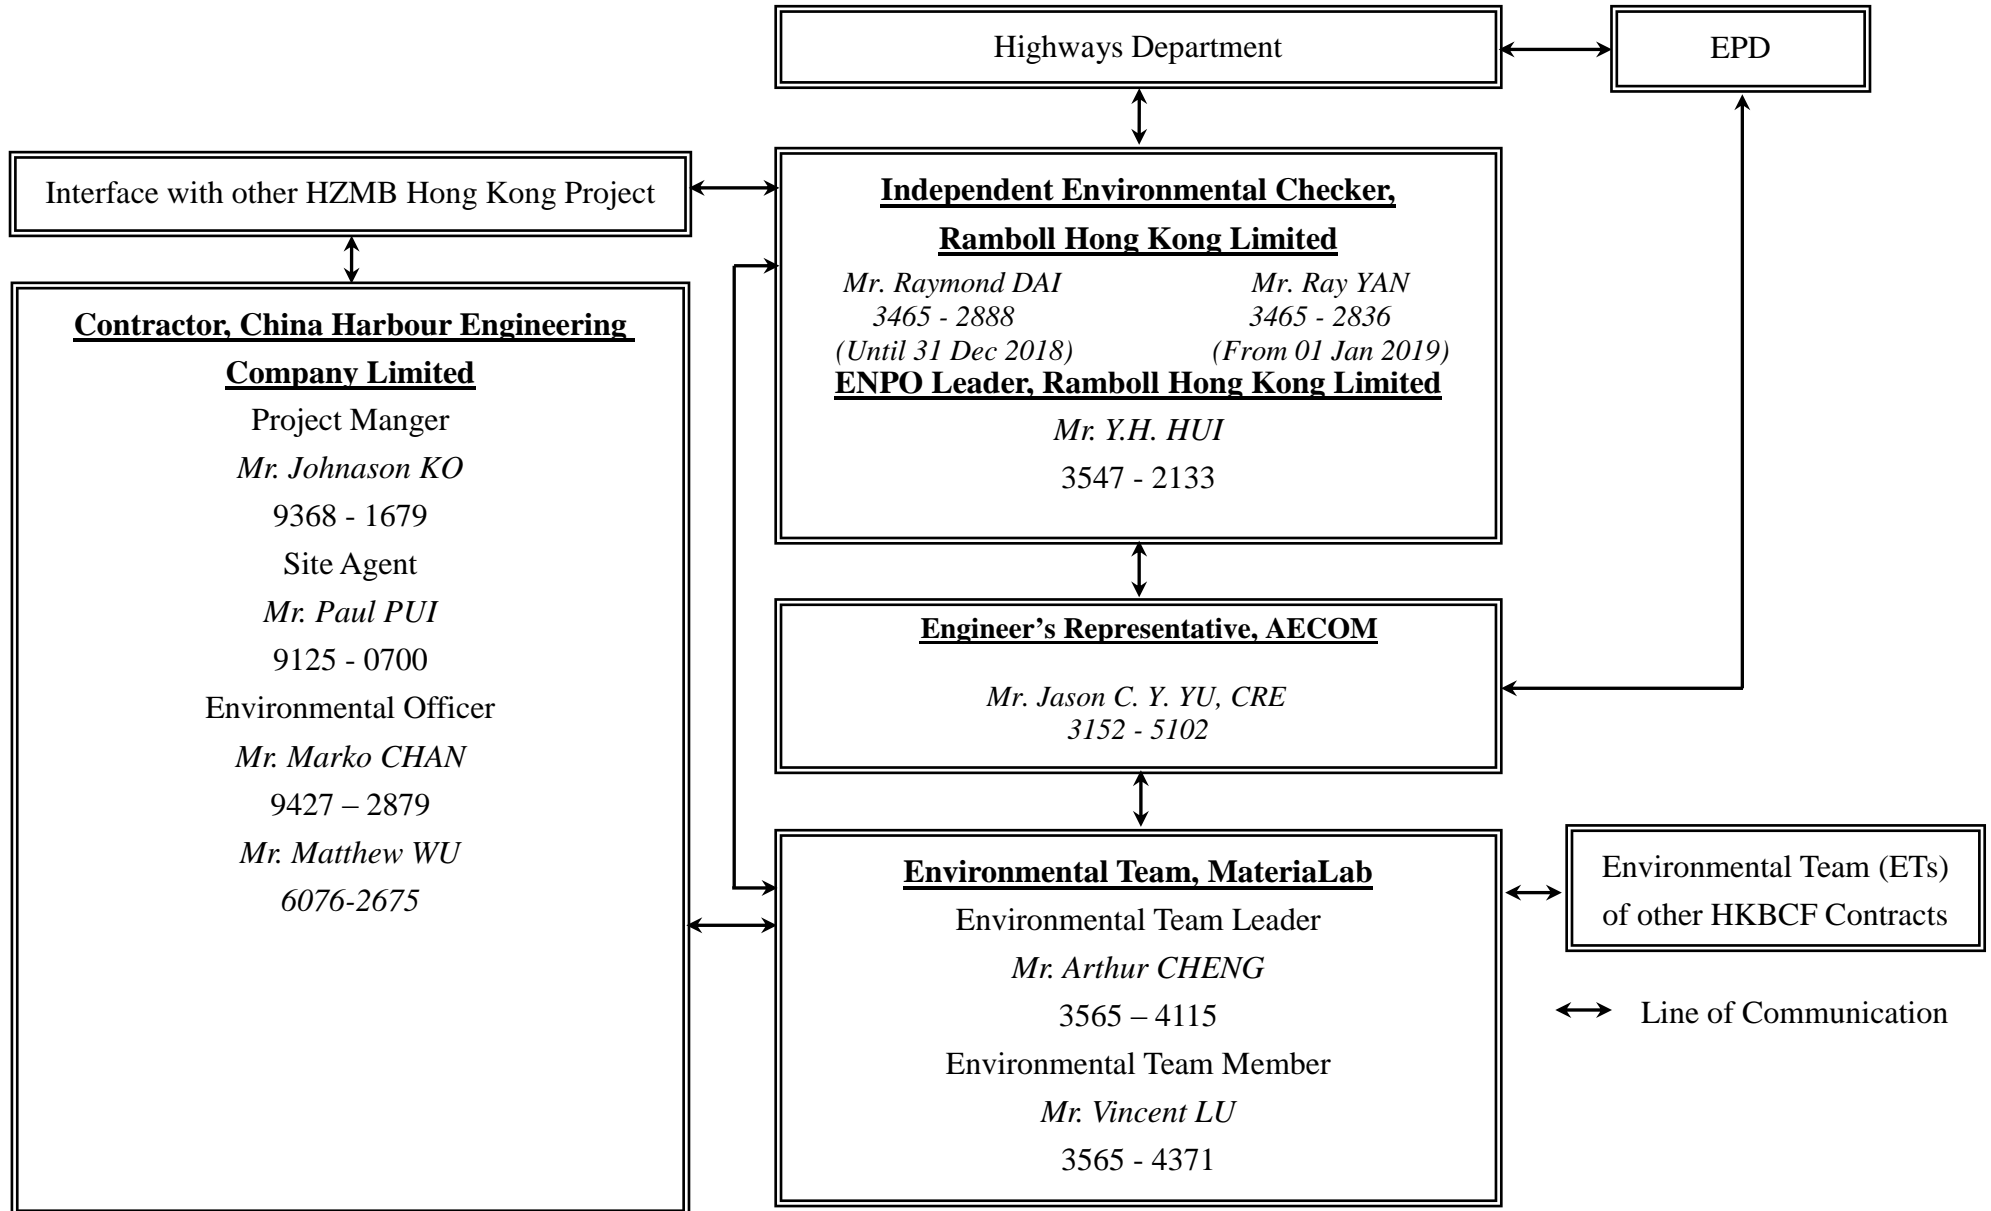 Highways Department
EPD
Interface with other HZMB Hong Kong Project
Independent Environmental Checker,
Ramboll Hong Kong Limited
Mr. Raymond DAI
3465 - 2888
(Until 31 Dec 2018)
Mr. Ray YAN
3465 - 2836
(From 01 Jan 2019)
ENPO Leader, Ramboll Hong Kong Limited
Mr. Y.H. HUI
3547 - 2133
Contractor, China Harbour Engineering
Company Limited
Project Manger
Mr. Johnason KO
9368 - 1679
Site Agent
Mr. Paul PUI
9125 - 0700
Environmental Officer
Mr. Marko CHAN
9427 – 2879
Mr. Matthew WU
6076-2675
Engineer’s Representative, AECOM
Mr. Jason C. Y. YU, CRE
3152 - 5102
Environmental Team, MateriaLab
Environmental Team Leader
Mr. Arthur CHENG
3565 – 4115
Environmental Team Member
Mr. Vincent LU
3565 - 4371
Environmental Team (ETs)
of other HKBCF Contracts
Line of Communication